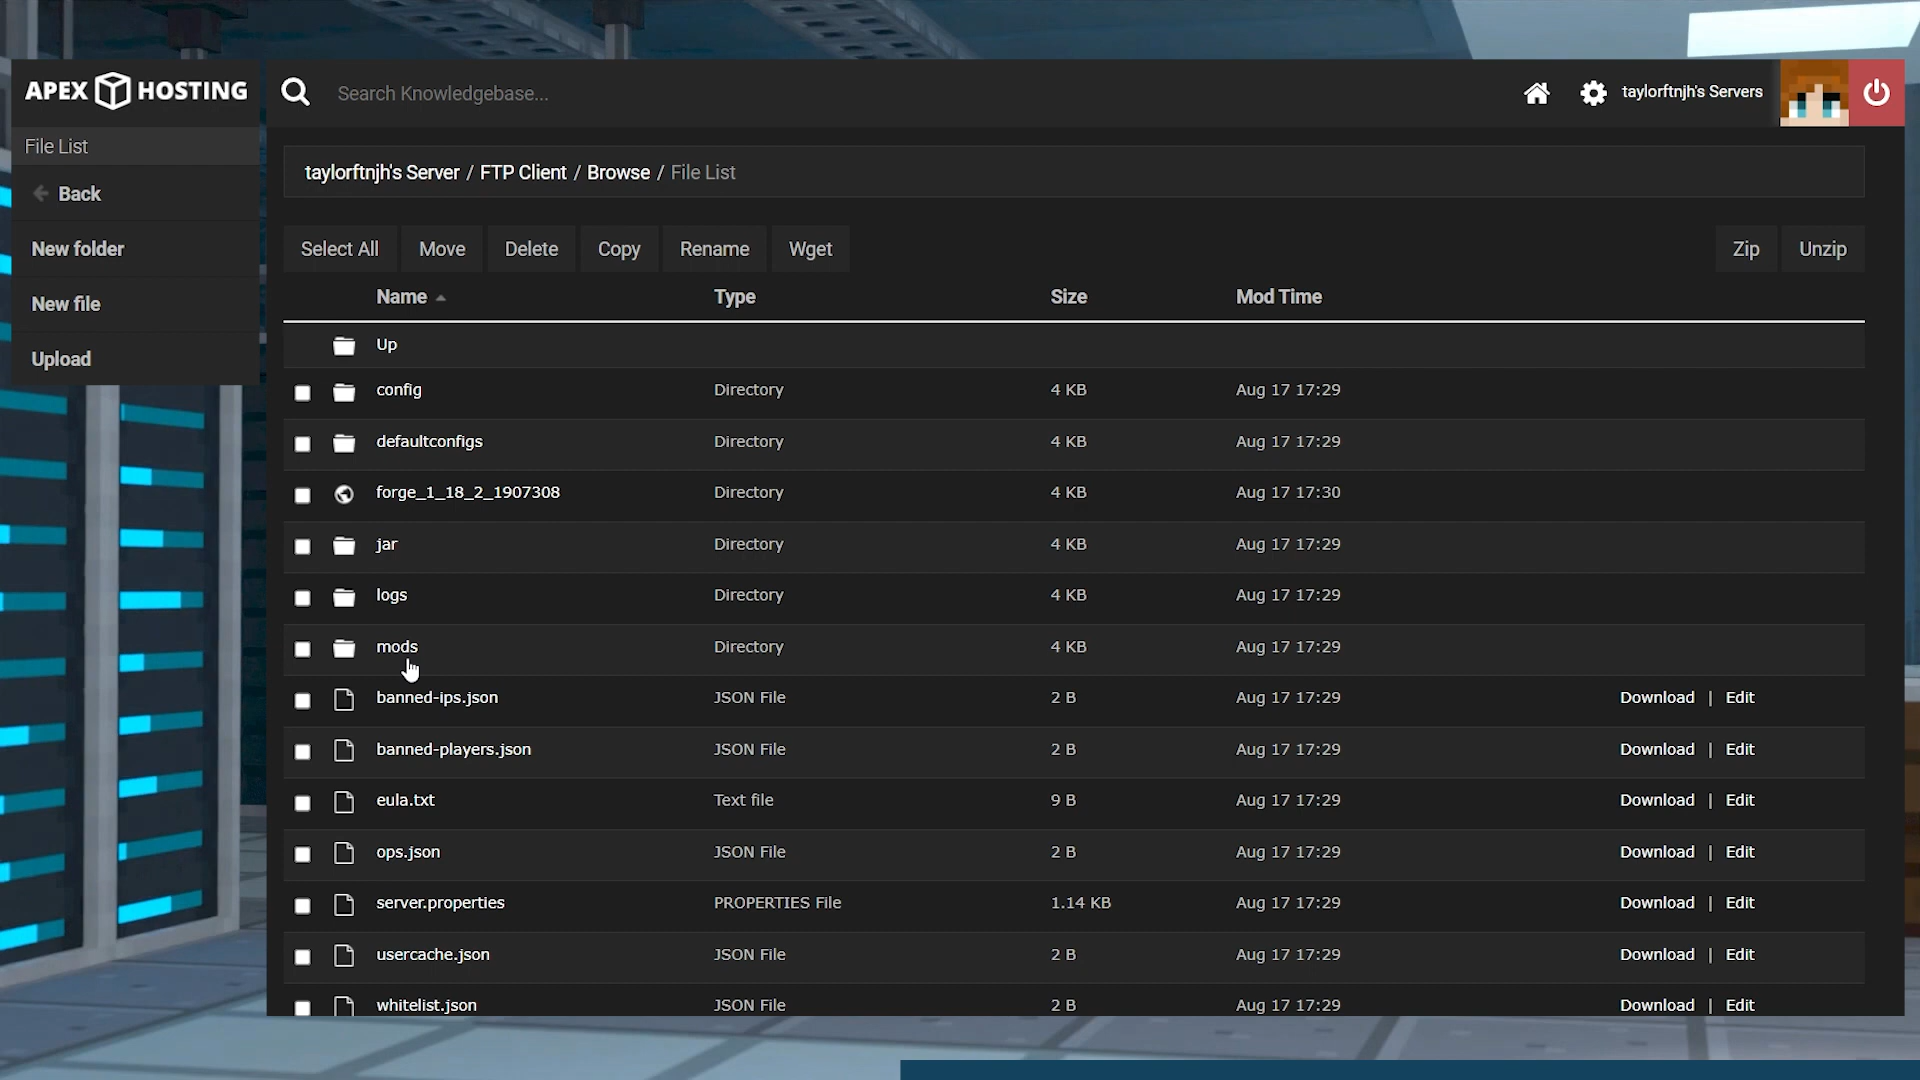 APEX HOSTING
Search Knowledgebase...
taylorftnjh's Servers
File List
Back
New folder
New file
Upload
taylorftnjh's Server / FTP Client / Browse / File List
Select All Move Delete Copy Rename Wget Zip Unzip
Name Type Size Mod Time
Up
config Directory 4 KB Aug 17 17:29
defaultconfigs Directory 4 KB Aug 17 17:29
forge_1_18_2_1907308 Directory 4 KB Aug 17 17:30
jar Directory 4 KB Aug 17 17:29
logs Directory 4 KB Aug 17 17:29
mods Directory 4 KB Aug 17 17:29
banned-ips.json JSON File 2 B Aug 17 17:29 Download | Edit
banned-players.json JSON File 2 B Aug 17 17:29 Download | Edit
eula.txt Text file 9 B Aug 17 17:29 Download | Edit
ops.json JSON File 2 B Aug 17 17:29 Download | Edit
server.properties PROPERTIES File 1.14 KB Aug 17 17:29 Download | Edit
usercache.json JSON File 2 B Aug 17 17:29 Download | Edit
whitelist.json JSON File 2 B Aug 17 17:29 Download | Edit